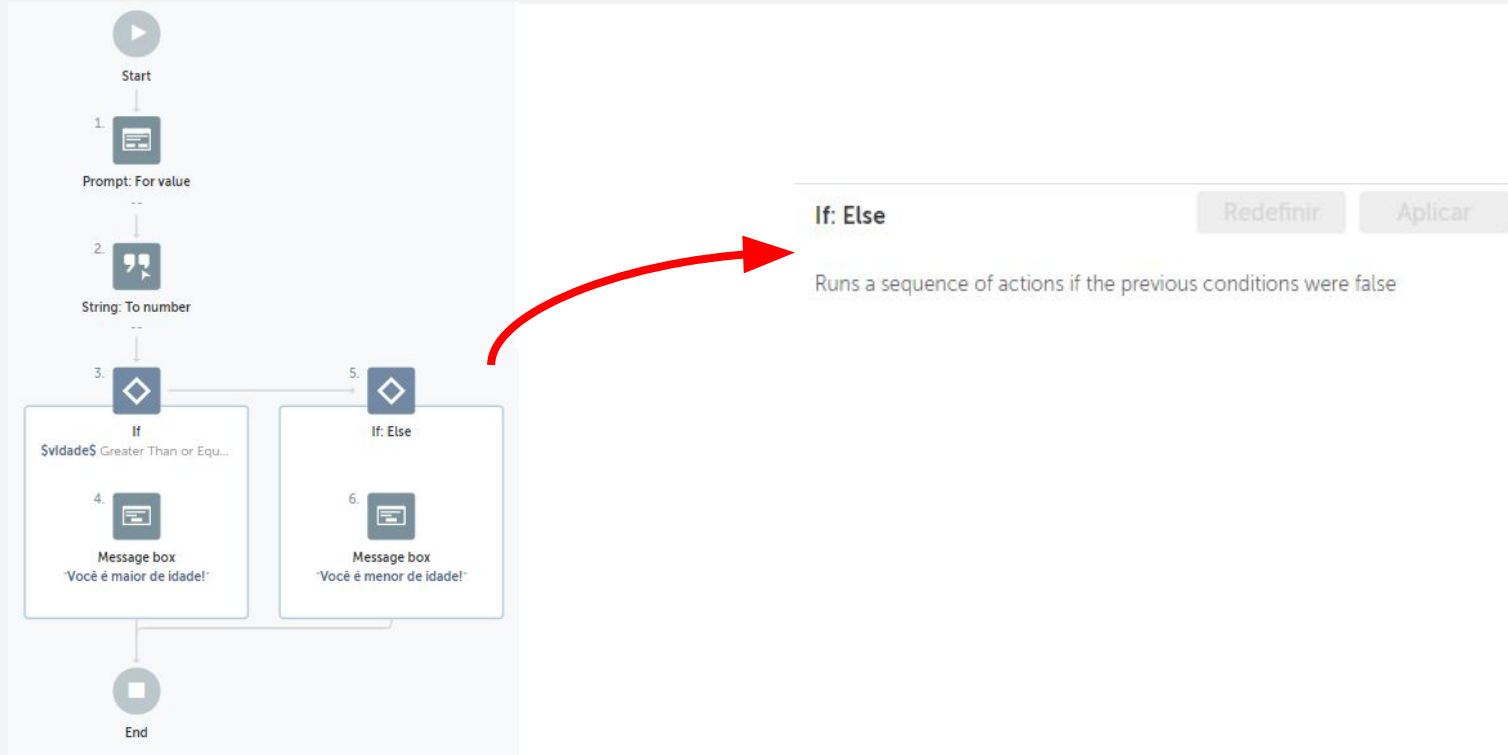 Start
1.
Prompt: For value
--
2.
String: To number
--
3.
If
$vIdade$ Greater Than or Equ...
4.
Message box
"Você é maior de idade!"
5.
If: Else
6.
Message box
"Você é menor de idade!"
End
If: Else
Redefinir
Aplicar
Runs a sequence of actions if the previous conditions were false